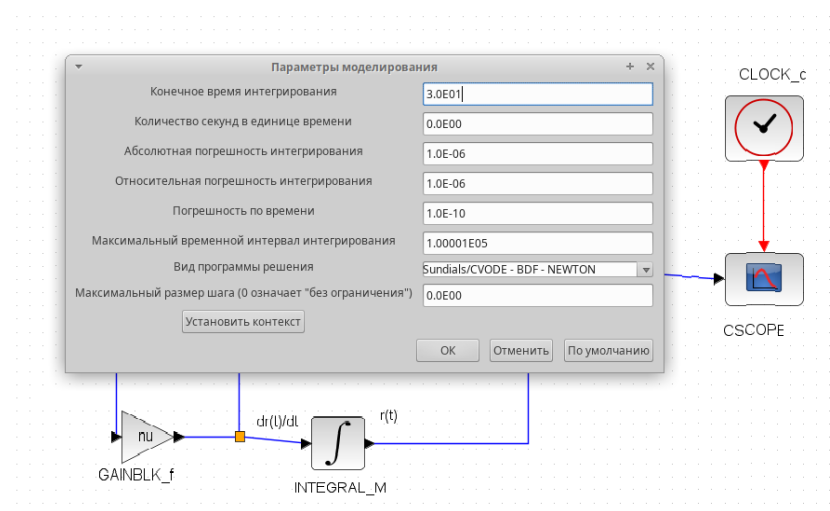 Параметры моделирования
Конечное время интегрирования 3.0E01
Количество секунд в единице времени 0.0E00
Абсолютная погрешность интегрирования 1.0E-06
Относительная погрешность интегрирования 1.0E-06
Погрешность по времени 1.0E-10
Максимальный временной интервал интегрирования 1.00001E05
Вид программы решения Sundials/CVODE - BDF - NEWTON
Максимальный размер шага (0 означает "без ограничения") 0.0E00
Установить контекст
ОК Отменить По умолчанию
CLOCK_c
CSCOPE
nu
GAINBLK_f
dr(t)/dt
∫
INTEGRAL_M
r(t)